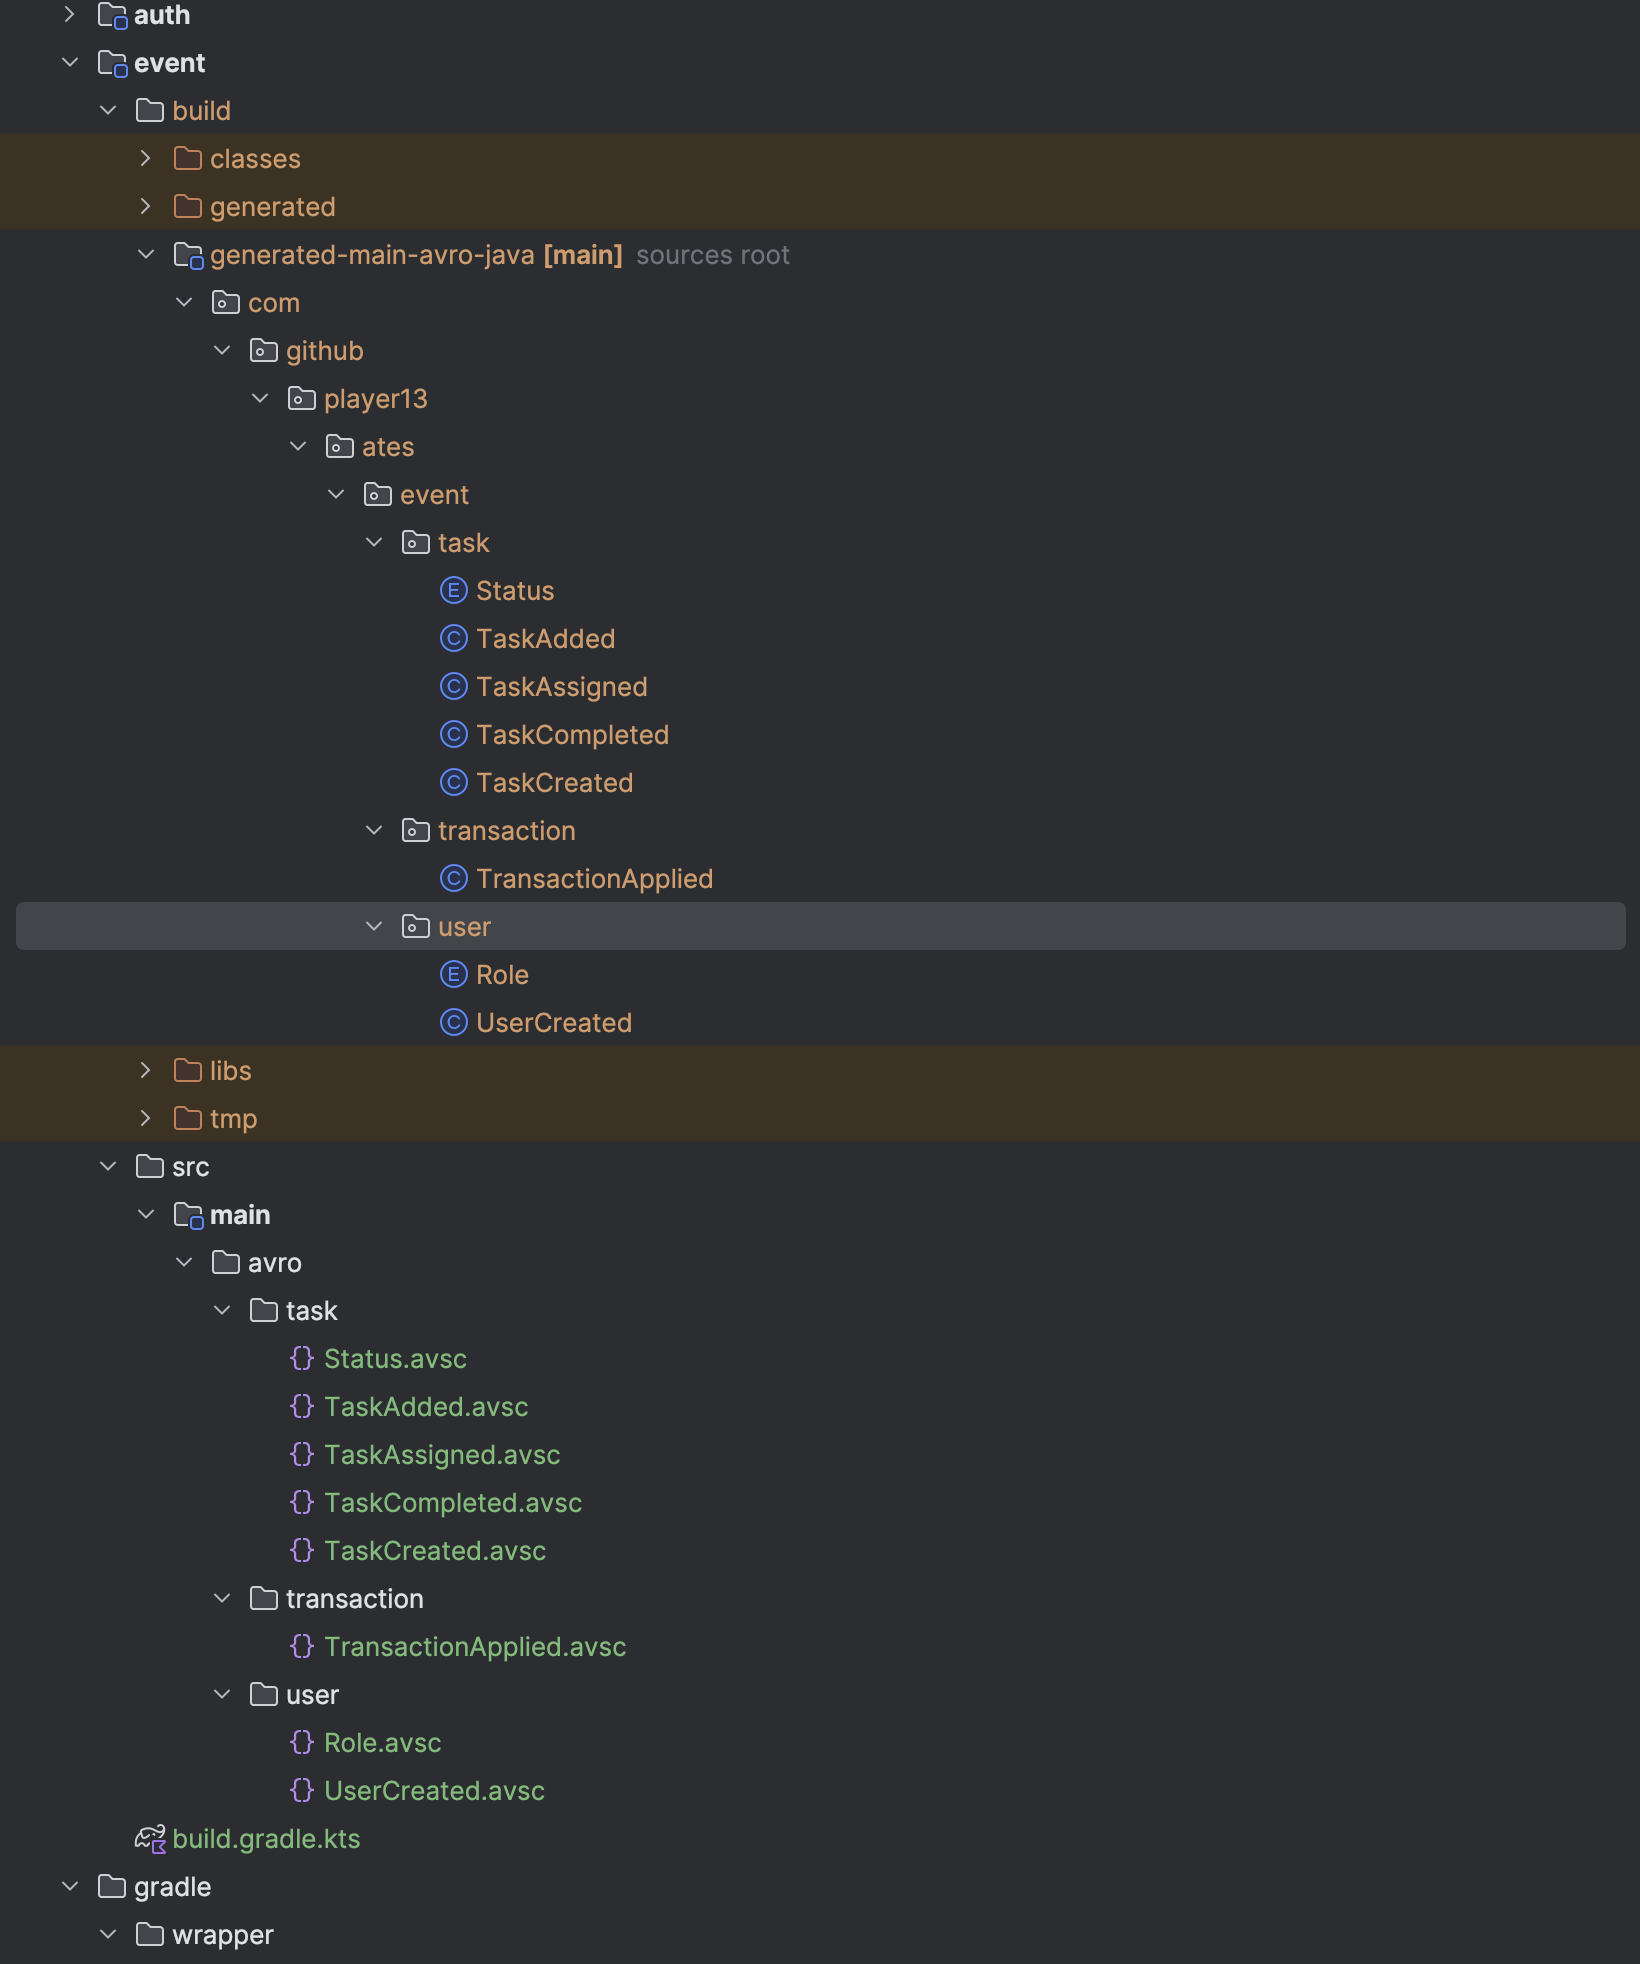 auth
event
build
classes
generated
generated-main-avro-java [main] sources root
com
github
player13
ates
event
task
Status
TaskAdded
TaskAssigned
TaskCompleted
TaskCreated
transaction
TransactionApplied
user
Role
UserCreated
libs
tmp
src
main
avro
task
Status.avsc
TaskAdded.avsc
TaskAssigned.avsc
TaskCompleted.avsc
TaskCreated.avsc
transaction
TransactionApplied.avsc
user
Role.avsc
UserCreated.avsc
build.gradle.kts
gradle
wrapper